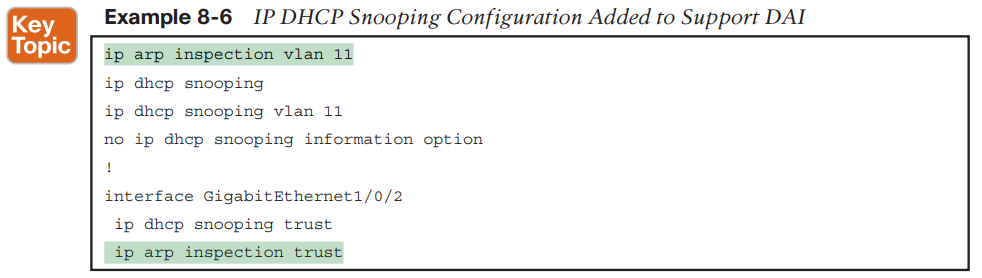 Key
Topic
Example 8-6 IP DHCP Snooping Configuration Added to Support DAI
ip arp inspection vlan 11
ip dhcp snooping
ip dhcp snooping vlan 11
no ip dhcp snooping information option
!
interface GigabitEthernet1/0/2
 ip dhcp snooping trust
 ip arp inspection trust